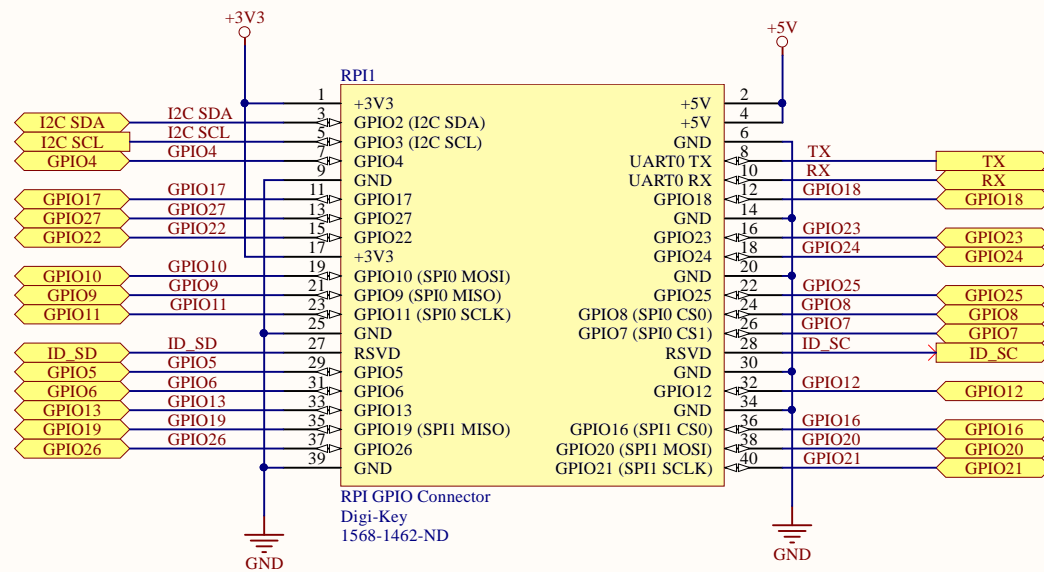 +3V3
+5V
RPI1
1 +3V3 +5V 2
I2C SDA I2C SDA 3 GPIO2 (I2C SDA) +5V 4
I2C SCL I2C SCL 5 GPIO3 (I2C SCL) GND 6
GPIO4 GPIO4 7 GPIO4 UART0 TX 8 TX TX
9 GND UART0 RX 10 RX RX
GPIO17 GPIO17 11 GPIO17 GPIO18 12 GPIO18 GPIO18
GPIO27 GPIO27 13 GPIO27 GND 14
GPIO22 GPIO22 15 GPIO22 GPIO23 16 GPIO23 GPIO23
17 +3V3 GPIO24 18 GPIO24 GPIO24
GPIO10 GPIO10 19 GPIO10 (SPI0 MOSI) GND 20
GPIO9 GPIO9 21 GPIO9 (SPI0 MISO) GPIO25 22 GPIO25 GPIO25
GPIO11 GPIO11 23 GPIO11 (SPI0 SCLK) GPIO8 (SPI0 CS0) 24 GPIO8 GPIO8
25 GND GPIO7 (SPI0 CS1) 26 GPIO7 GPIO7
ID_SD ID_SD 27 RSVD RSVD 28 ID_SC ID_SC
GPIO5 GPIO5 29 GPIO5 GND 30
GPIO6 GPIO6 31 GPIO6 GPIO12 32 GPIO12 GPIO12
GPIO13 GPIO13 33 GPIO13 GND 34
GPIO19 GPIO19 35 GPIO19 (SPI1 MISO) GPIO16 (SPI1 CS0) 36 GPIO16 GPIO16
GPIO26 GPIO26 37 GPIO26 GPIO20 (SPI1 MOSI) 38 GPIO20 GPIO20
39 GND GPIO21 (SPI1 SCLK) 40 GPIO21 GPIO21
RPI GPIO Connector
Digi-Key
1568-1462-ND
GND
GND